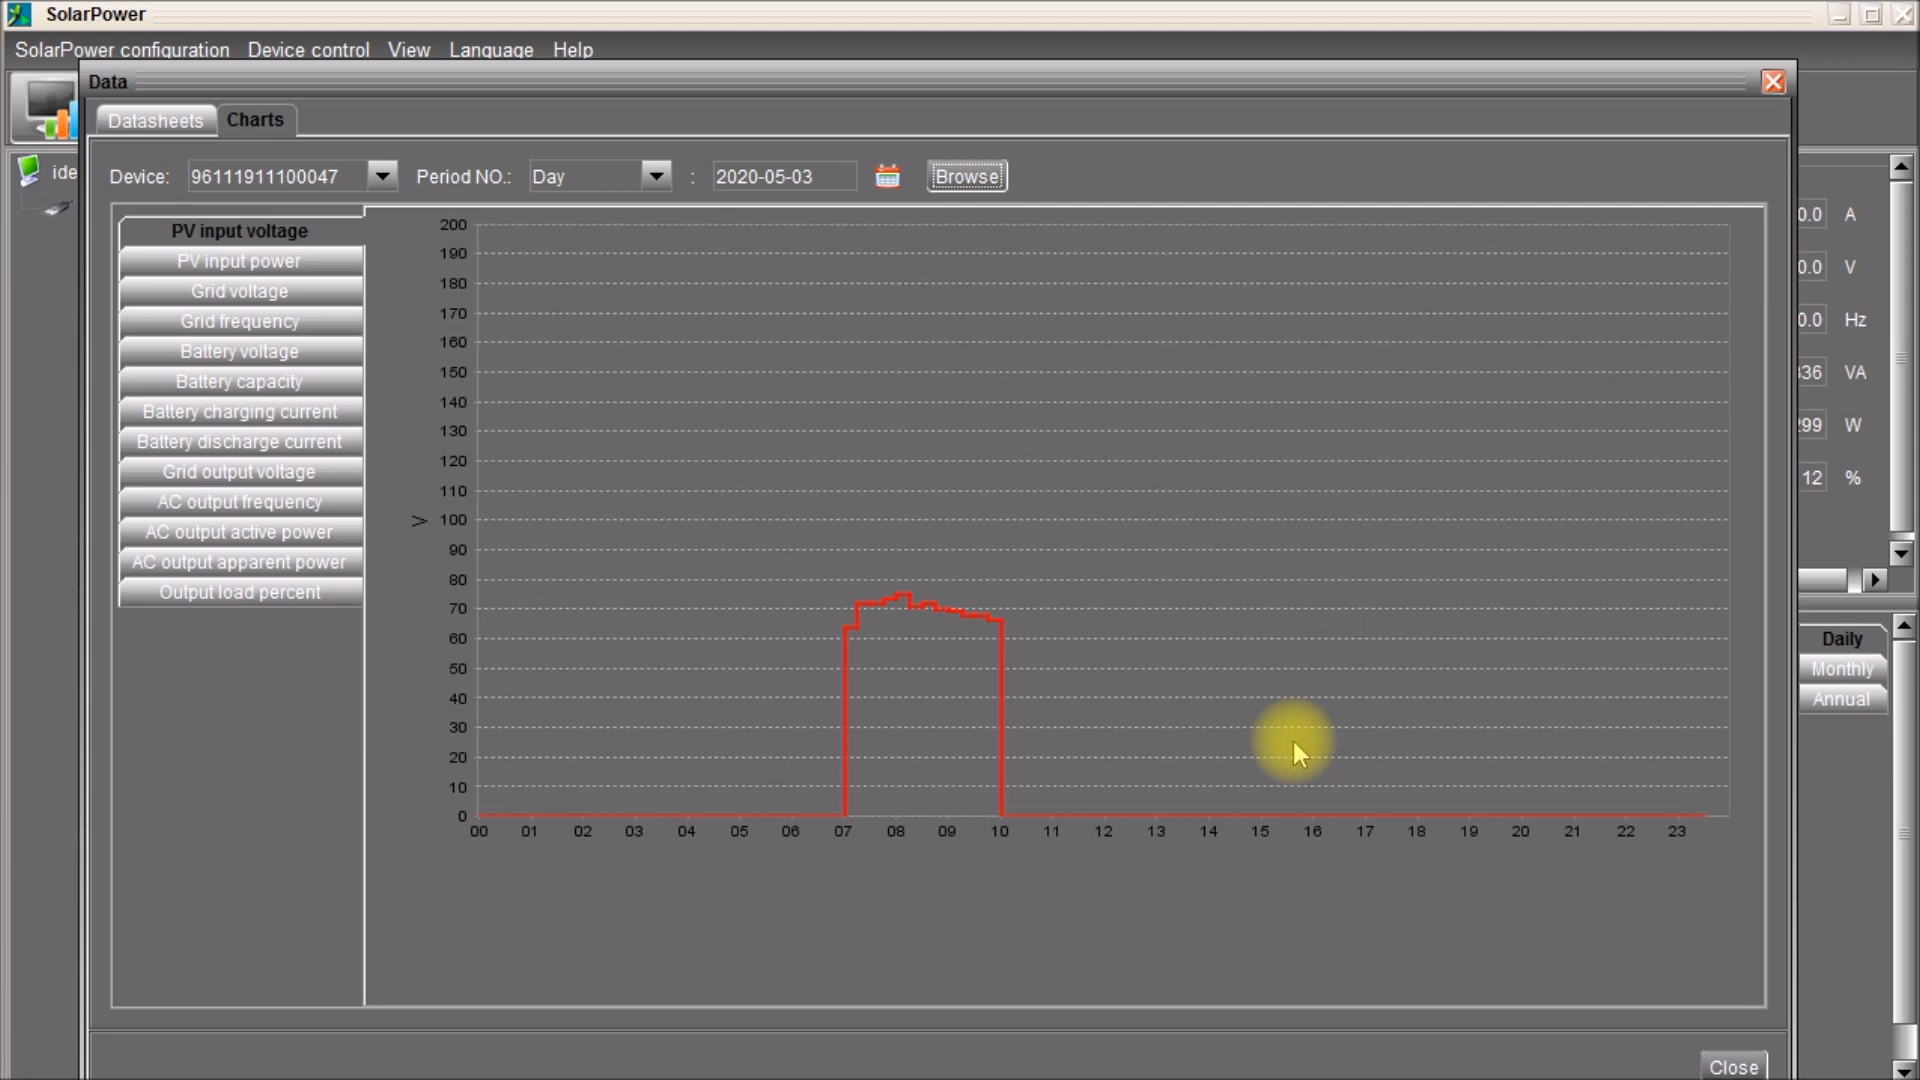 SolarPower
SolarPower configuration Device control View Language Help
Data
Datasheets Charts
ide
Device: 96111911100047 Period NO.: Day : 2020-05-03 Browse
PV input voltage
PV input power
Grid voltage
Grid frequency
Battery voltage
Battery capacity
Battery charging current
Battery discharge current
Grid output voltage
AC output frequency
AC output active power
AC output apparent power
Output load percent
V
200
190
180
170
160
150
140
130
120
110
100
90
80
70
60
50
40
30
20
10
0
00 01 02 03 04 05 06 07 08 09 10 11 12 13 14 15 16 17 18 19 20 21 22 23
0.0 A
0.0 V
0.0 Hz
36 VA
299 W
12 %
Daily
Monthly
Annual
Close